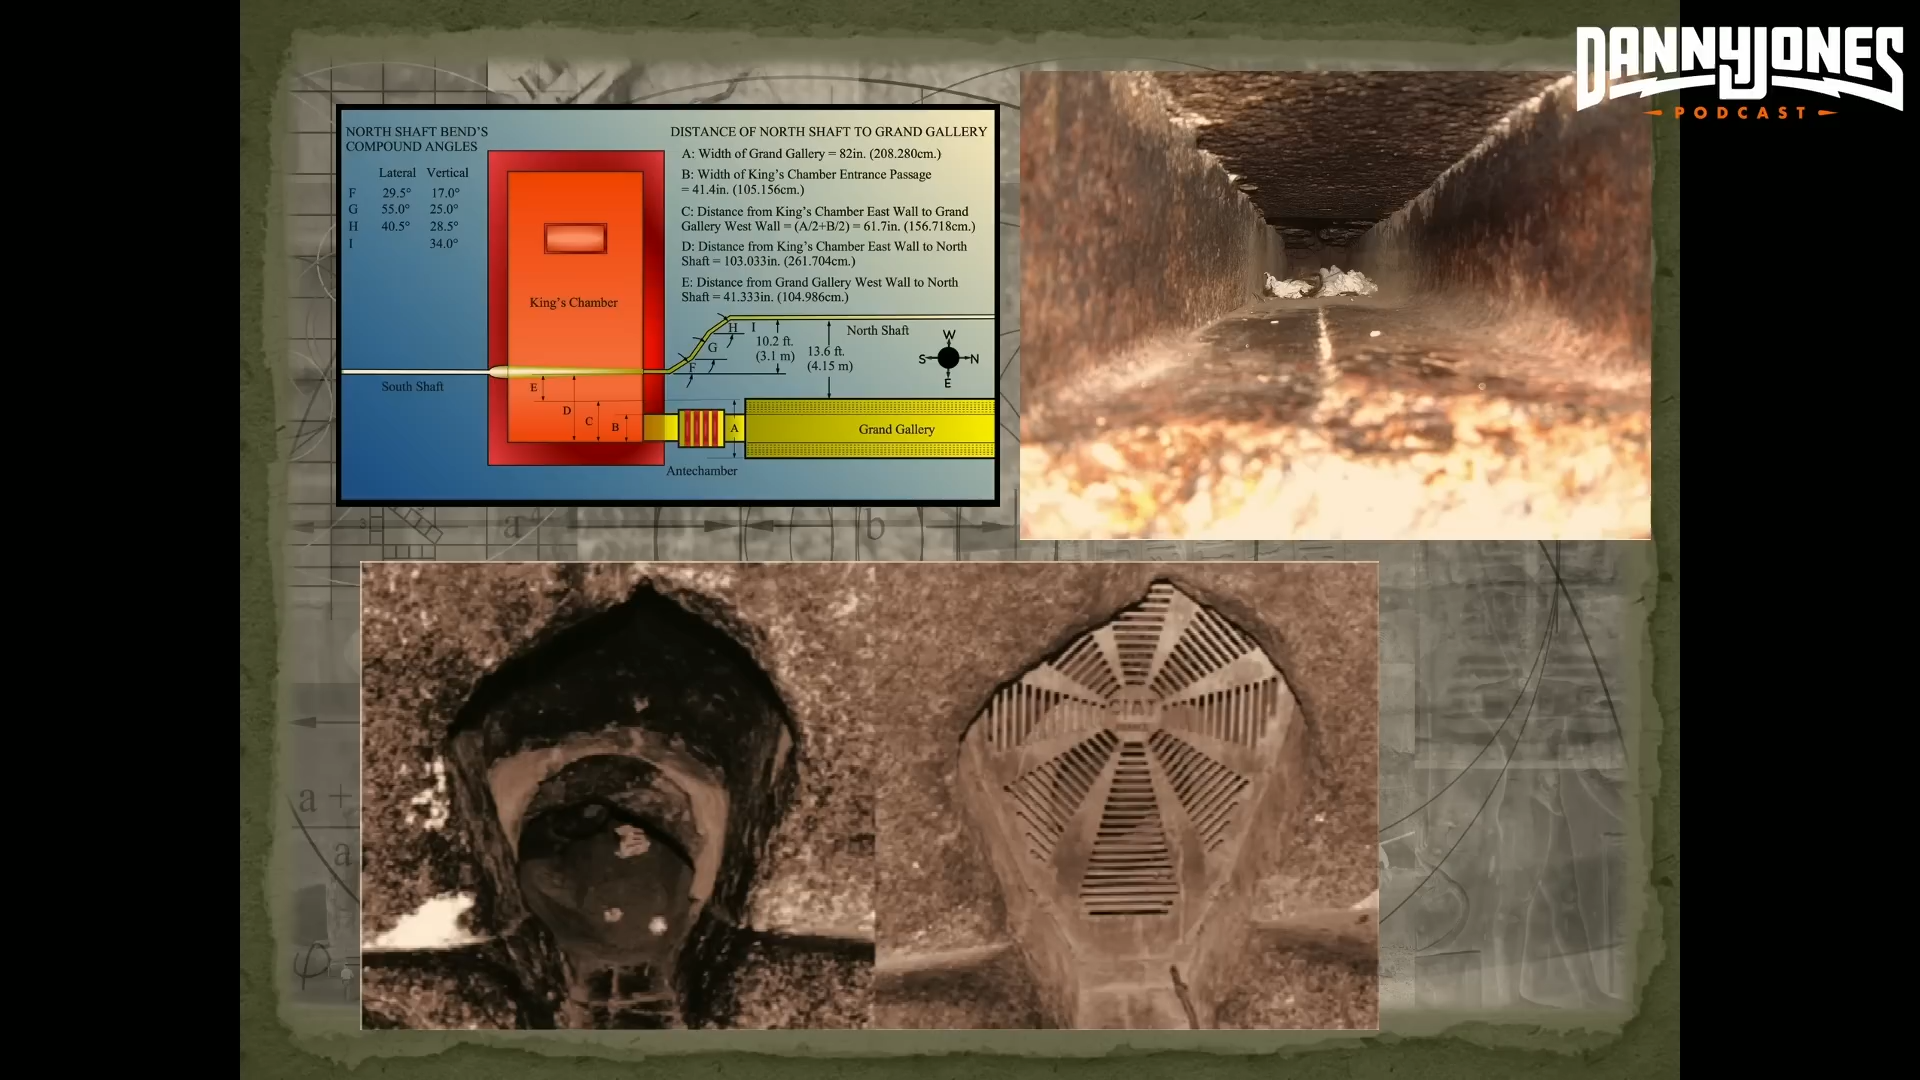 DANNY JONES
PODCAST
NORTH SHAFT BEND'S
COMPOUND ANGLES
Lateral Vertical
F 29.5° 17.0°
G 55.0° 25.0°
H 40.5° 28.5°
I 34.0°
DISTANCE OF NORTH SHAFT TO GRAND GALLERY
A: Width of Grand Gallery = 82in. (208.280cm.)
B: Width of King's Chamber Entrance Passage
= 41.4in. (105.156cm.)
C: Distance from King's Chamber East Wall to Grand
Gallery West Wall = (A/2+B/2) = 61.7in. (156.718cm.)
D: Distance from King's Chamber East Wall to North
Shaft = 103.033in. (261.704cm.)
E: Distance from Grand Gallery West Wall to North
Shaft = 41.333in. (104.986cm.)
King's Chamber
H I
North Shaft
G
10.2 ft.
(3.1 m)
13.6 ft.
(4.15 m)
F
W
S N
E
South Shaft
E
D
C
B
A
Grand Gallery
Antechamber
3
a
b
a +
a
φ